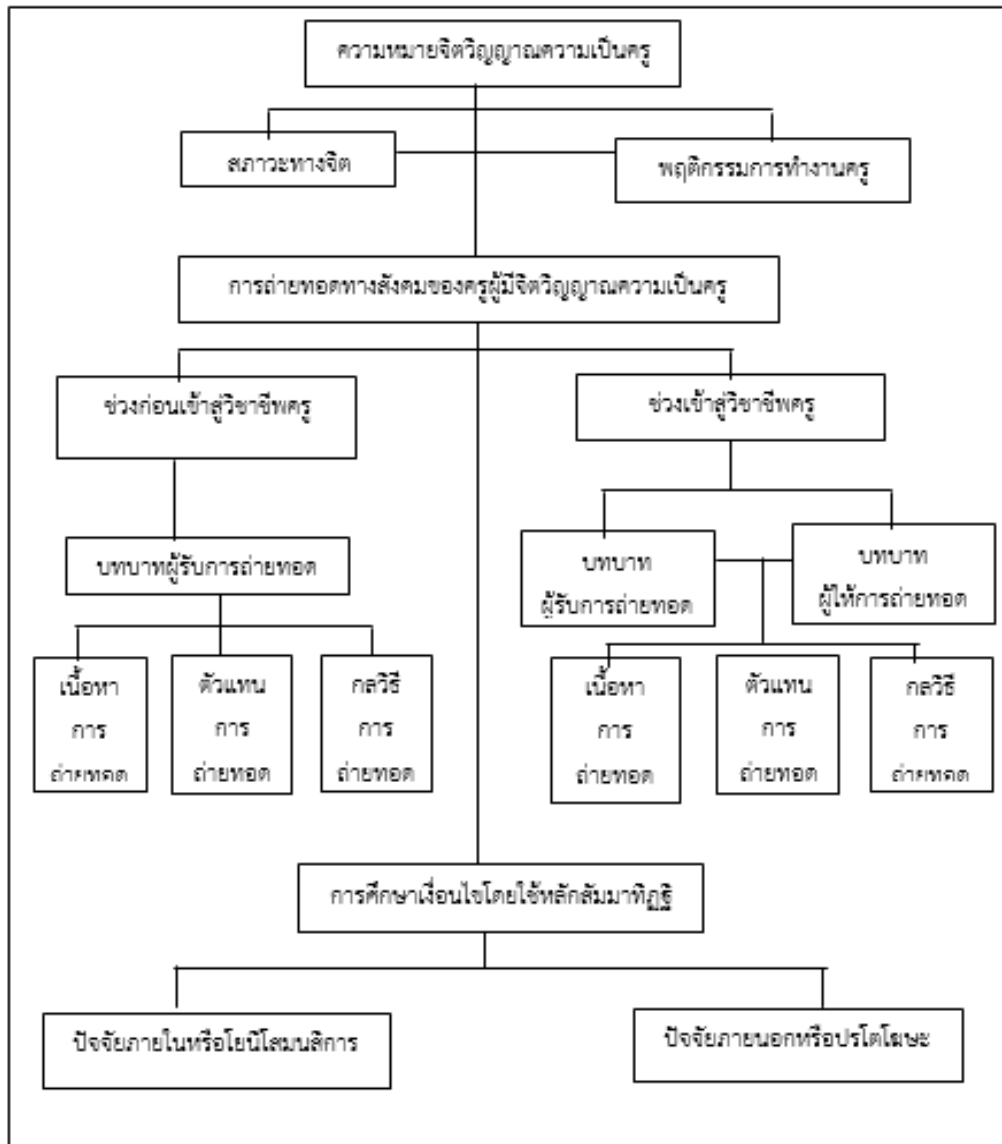 ความหมายจิตวิญญาณความเป็นครู
สภาวะทางจิต
พฤติกรรมการทำงานครู
การถ่ายทอดทางสังคมของครูผู้มีจิตวิญญาณความเป็นครู
ช่วงก่อนเข้าสู่วิชาชีพครู
ช่วงเข้าสู่วิชาชีพครู
บทบาทผู้รับการถ่ายทอด
บทบาท
ผู้รับการถ่ายทอด
บทบาท
ผู้ให้การถ่ายทอด
เนื้อหา
การ
ถ่ายทอด
ตัวแทน
การ
ถ่ายทอด
กลวิธี
การ
ถ่ายทอด
เนื้อหา
การ
ถ่ายทอด
ตัวแทน
การ
ถ่ายทอด
กลวิธี
การ
ถ่ายทอด
การศึกษาเงื่อนไขโดยใช้หลักสัมมาทิฏฐิ
ปัจจัยภายในหรือโยนิโสมนสิการ
ปัจจัยภายนอกหรือปรโตโฆษะ